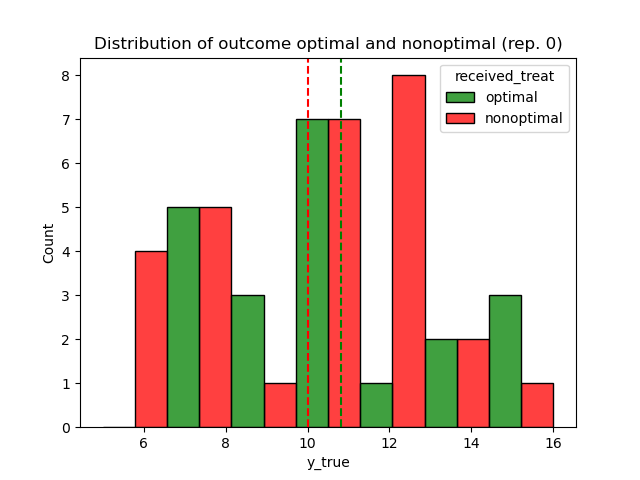 Distribution of outcome optimal and nonoptimal (rep. 0)
received_treat
optimal
nonoptimal
Count
8
7
6
5
4
3
2
1
0
6 8 10 12 14 16
y_true